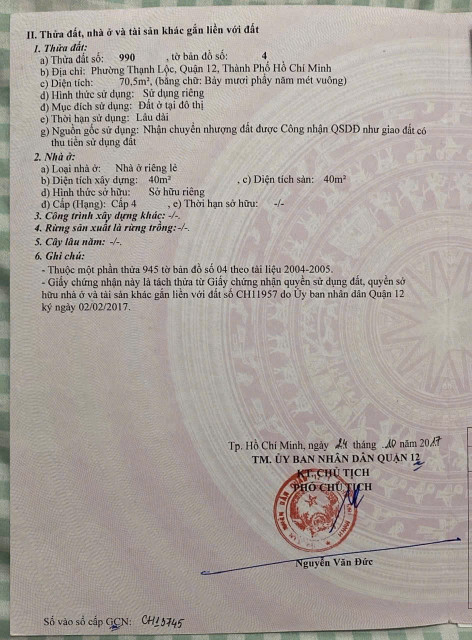 II. Thửa đất, nhà ở và tài sản khác gắn liền với đất
1. Thửa đất:
a) Thửa đất số: 990 , tờ bản đồ số: 4
b) Địa chỉ: Phường Thạnh Lộc, Quận 12, Thành Phố Hồ Chí Minh
c) Diện tích: 70,5m², (bằng chữ: Bảy mươi phẩy năm mét vuông)
d) Hình thức sử dụng: Sử dụng riêng
đ) Mục đích sử dụng: Đất ở tại đô thị
e) Thời hạn sử dụng: Lâu dài
g) Nguồn gốc sử dụng: Nhận chuyển nhượng đất được Công nhận QSDĐ như giao đất có
thu tiền sử dụng đất
2. Nhà ở:
a) Loại nhà ở: Nhà ở riêng lẻ
b) Diện tích xây dựng: 40m² , c) Diện tích sàn: 40m²
d) Hình thức sở hữu: Sở hữu riêng
đ) Cấp (Hạng): Cấp 4 , e) Thời hạn sở hữu: -/-
3. Công trình xây dựng khác: -/-.
4. Rừng sản xuất là rừng trồng: -/-.
5. Cây lâu năm: -/-.
6. Ghi chú:
- Thuộc một phần thửa 945 tờ bản đồ số 04 theo tài liệu 2004-2005.
- Giấy chứng nhận này là tách thửa từ Giấy chứng nhận quyền sử dụng đất, quyền sở
hữu nhà ở và tài sản khác gắn liền với đất số CH11957 do Ủy ban nhân dân Quận 12
ký ngày 02/02/2017.
Tp. Hồ Chí Minh, ngày 24 tháng 10 năm 2017
TM. ỦY BAN NHÂN DÂN QUẬN 12
KT. CHỦ TỊCH
PHÓ CHỦ TỊCH
Nguyễn Văn Đức
Số vào sổ cấp GCN: CH13745